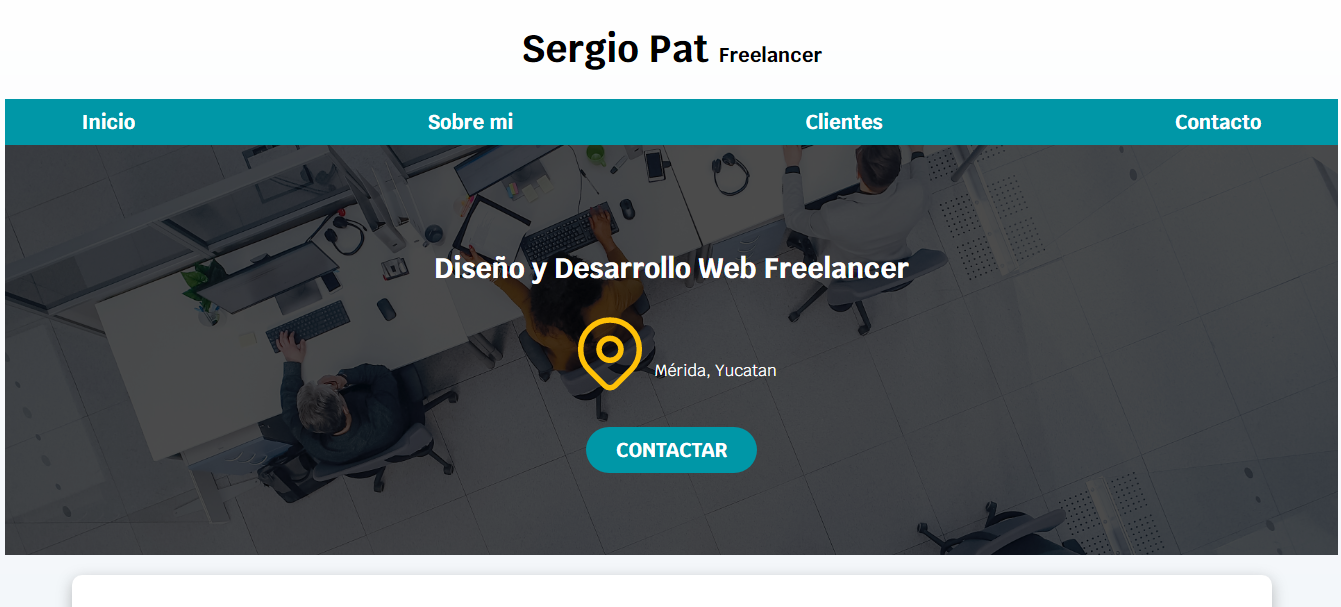 Sergio Pat Freelancer
Inicio Sobre mi Clientes Contacto
Diseño y Desarrollo Web Freelancer
Mérida, Yucatan
CONTACTAR